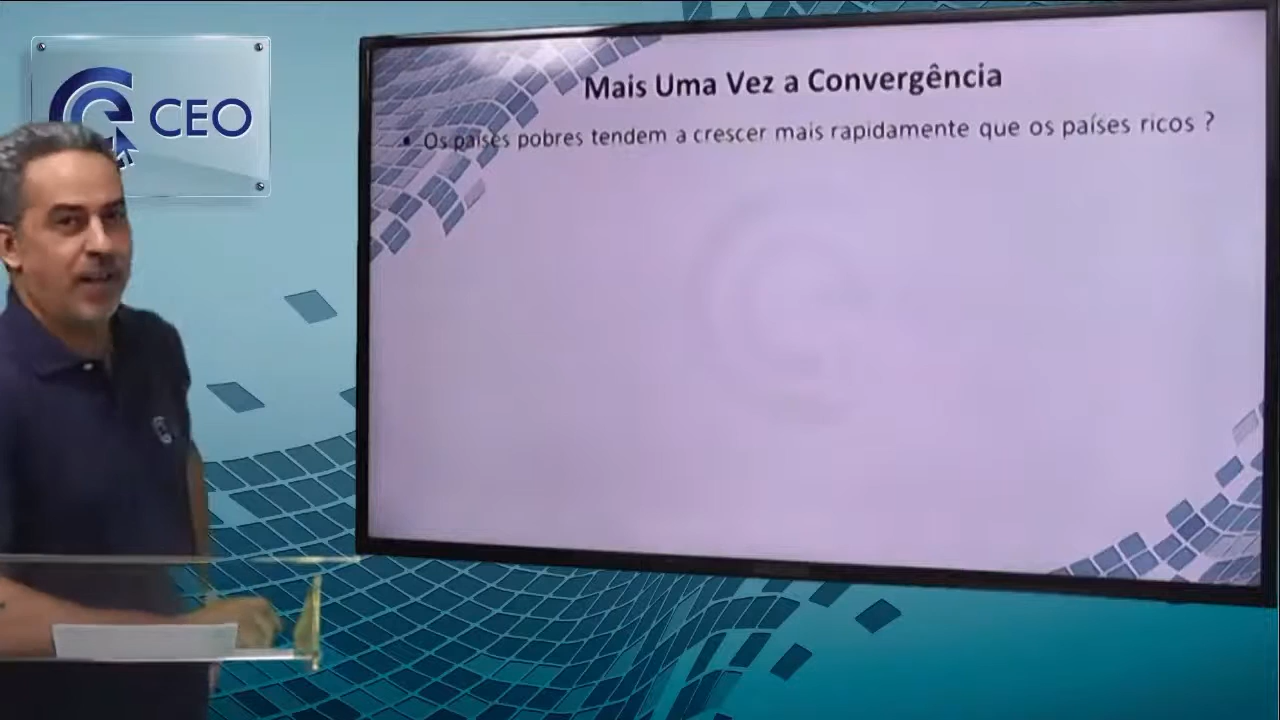 CEO
Mais Uma Vez a Convergência
• Os países pobres tendem a crescer mais rapidamente que os países ricos ?